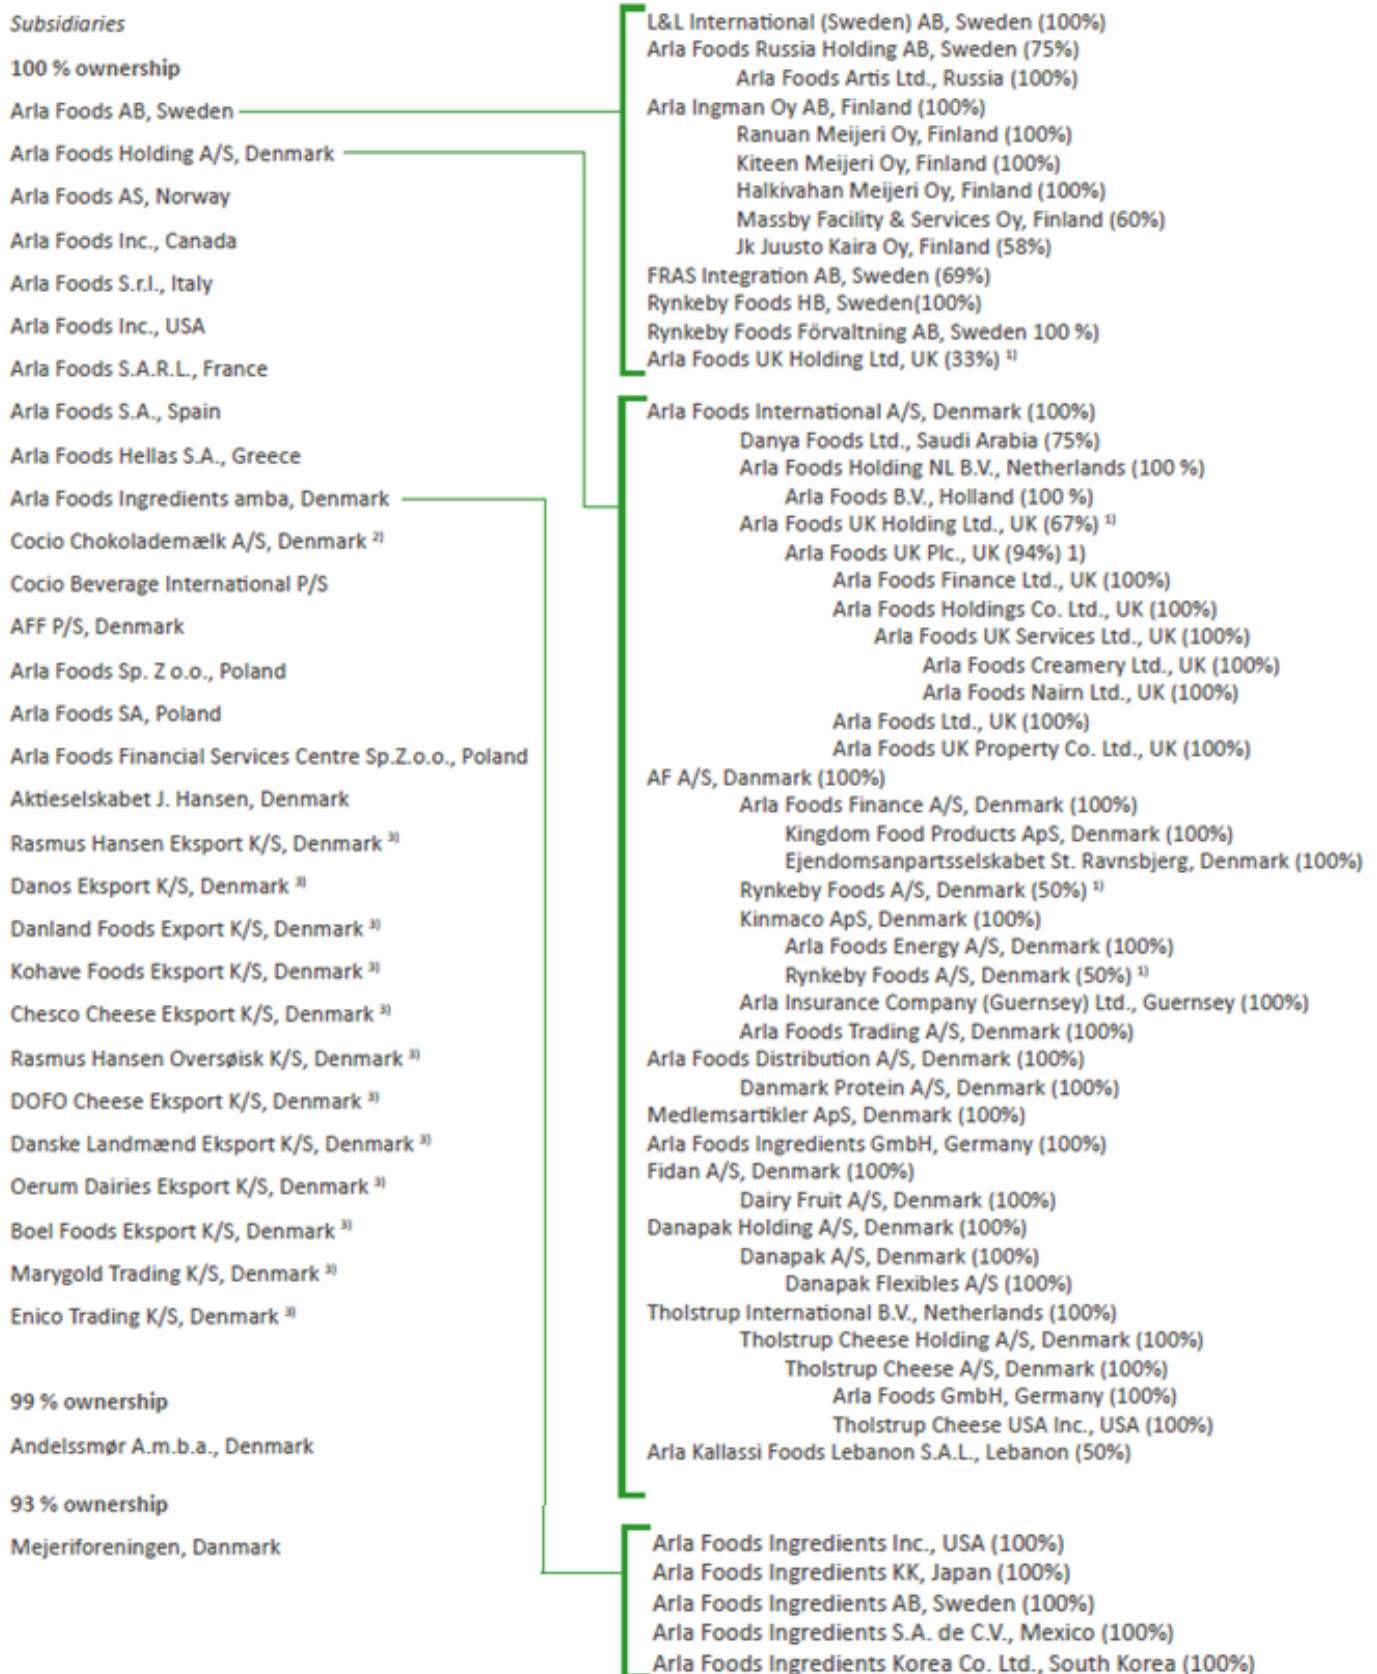 Subsidiaries
100 % ownership
Arla Foods AB, Sweden
Arla Foods Holding A/S, Denmark
Arla Foods AS, Norway
Arla Foods Inc., Canada
Arla Foods S.r.l., Italy
Arla Foods Inc., USA
Arla Foods S.A.R.L., France
Arla Foods S.A., Spain
Arla Foods Hellas S.A., Greece
Arla Foods Ingredients amba, Denmark
Cocio Chokolademælk A/S, Denmark 2)
Cocio Beverage International P/S
AFF P/S, Denmark
Arla Foods Sp. Z o.o., Poland
Arla Foods SA, Poland
Arla Foods Financial Services Centre Sp.Z.o.o., Poland
Aktieselskabet J. Hansen, Denmark
Rasmus Hansen Eksport K/S, Denmark 3)
Danos Eksport K/S, Denmark 3)
Danland Foods Export K/S, Denmark 3)
Kohave Foods Eksport K/S, Denmark 3)
Chesco Cheese Eksport K/S, Denmark 3)
Rasmus Hansen Oversøisk K/S, Denmark 3)
DOFO Cheese Eksport K/S, Denmark 3)
Danske Landmænd Eksport K/S, Denmark 3)
Oerum Dairies Eksport K/S, Denmark 3)
Boel Foods Eksport K/S, Denmark 3)
Marygold Trading K/S, Denmark 3)
Enico Trading K/S, Denmark 3)
99 % ownership
Andelssmør A.m.b.a., Denmark
93 % ownership
Mejeriforeningen, Danmark
L&L International (Sweden) AB, Sweden (100%)
Arla Foods Russia Holding AB, Sweden (75%)
Arla Foods Artis Ltd., Russia (100%)
Arla Ingman Oy AB, Finland (100%)
Ranuan Meijeri Oy, Finland (100%)
Kiteen Meijeri Oy, Finland (100%)
Halkivahan Meijeri Oy, Finland (100%)
Massby Facility & Services Oy, Finland (60%)
Jk Juusto Kaira Oy, Finland (58%)
FRAS Integration AB, Sweden (69%)
Rynkeby Foods HB, Sweden(100%)
Rynkeby Foods Förvaltning AB, Sweden 100 %)
Arla Foods UK Holding Ltd, UK (33%) 1)
Arla Foods International A/S, Denmark (100%)
Danya Foods Ltd., Saudi Arabia (75%)
Arla Foods Holding NL B.V., Netherlands (100 %)
Arla Foods B.V., Holland (100 %)
Arla Foods UK Holding Ltd., UK (67%) 1)
Arla Foods UK Plc., UK (94%) 1)
Arla Foods Finance Ltd., UK (100%)
Arla Foods Holdings Co. Ltd., UK (100%)
Arla Foods UK Services Ltd., UK (100%)
Arla Foods Creamery Ltd., UK (100%)
Arla Foods Nairn Ltd., UK (100%)
Arla Foods Ltd., UK (100%)
Arla Foods UK Property Co. Ltd., UK (100%)
AF A/S, Danmark (100%)
Arla Foods Finance A/S, Denmark (100%)
Kingdom Food Products ApS, Denmark (100%)
Ejendomsanpartsselskabet St. Ravnsbjerg, Denmark (100%)
Rynkeby Foods A/S, Denmark (50%) 1)
Kinmaco ApS, Denmark (100%)
Arla Foods Energy A/S, Denmark (100%)
Rynkeby Foods A/S, Denmark (50%) 1)
Arla Insurance Company (Guernsey) Ltd., Guernsey (100%)
Arla Foods Trading A/S, Denmark (100%)
Arla Foods Distribution A/S, Denmark (100%)
Danmark Protein A/S, Denmark (100%)
Medlemsartikler ApS, Denmark (100%)
Arla Foods Ingredients GmbH, Germany (100%)
Fidan A/S, Denmark (100%)
Dairy Fruit A/S, Denmark (100%)
Danapak Holding A/S, Denmark (100%)
Danapak A/S, Denmark (100%)
Danapak Flexibles A/S (100%)
Tholstrup International B.V., Netherlands (100%)
Tholstrup Cheese Holding A/S, Denmark (100%)
Tholstrup Cheese A/S, Denmark (100%)
Arla Foods GmbH, Germany (100%)
Tholstrup Cheese USA Inc., USA (100%)
Arla Kallassi Foods Lebanon S.A.L., Lebanon (50%)
Arla Foods Ingredients Inc., USA (100%)
Arla Foods Ingredients KK, Japan (100%)
Arla Foods Ingredients AB, Sweden (100%)
Arla Foods Ingredients S.A. de C.V., Mexico (100%)
Arla Foods Ingredients Korea Co. Ltd., South Korea (100%)